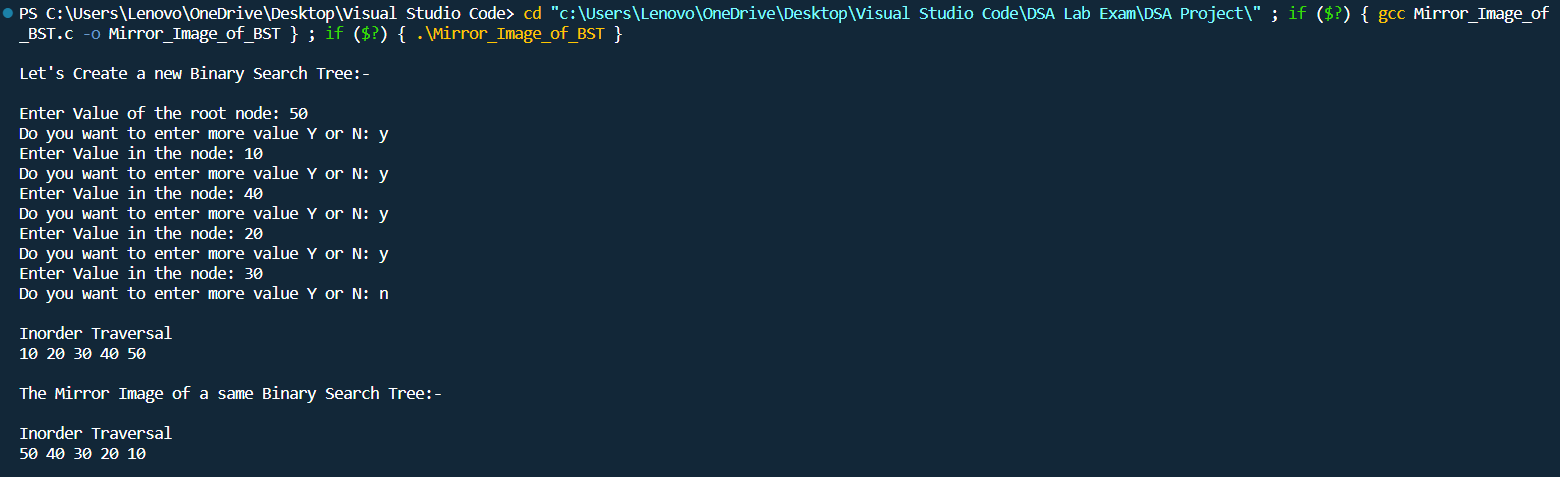 PS C:\Users\Lenovo\OneDrive\Desktop\Visual Studio Code> cd "c:\Users\Lenovo\OneDrive\Desktop\Visual Studio Code\DSA Lab Exam\DSA Project\" ; if ($?) { gcc Mirror_Image_of
_BST.c -o Mirror_Image_of_BST } ; if ($?) { .\Mirror_Image_of_BST }
Let's Create a new Binary Search Tree:-
Enter Value of the root node: 50
Do you want to enter more value Y or N: y
Enter Value in the node: 10
Do you want to enter more value Y or N: y
Enter Value in the node: 40
Do you want to enter more value Y or N: y
Enter Value in the node: 20
Do you want to enter more value Y or N: y
Enter Value in the node: 30
Do you want to enter more value Y or N: n
Inorder Traversal
10 20 30 40 50
The Mirror Image of a same Binary Search Tree:-
Inorder Traversal
50 40 30 20 10